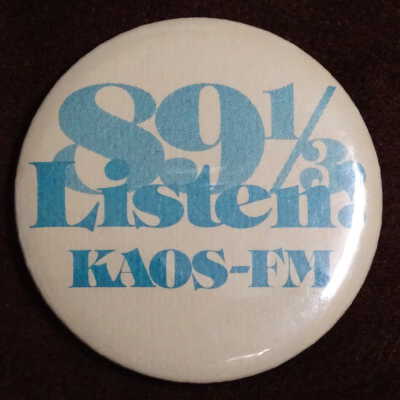 89⅓
Listen:
KAOS-FM